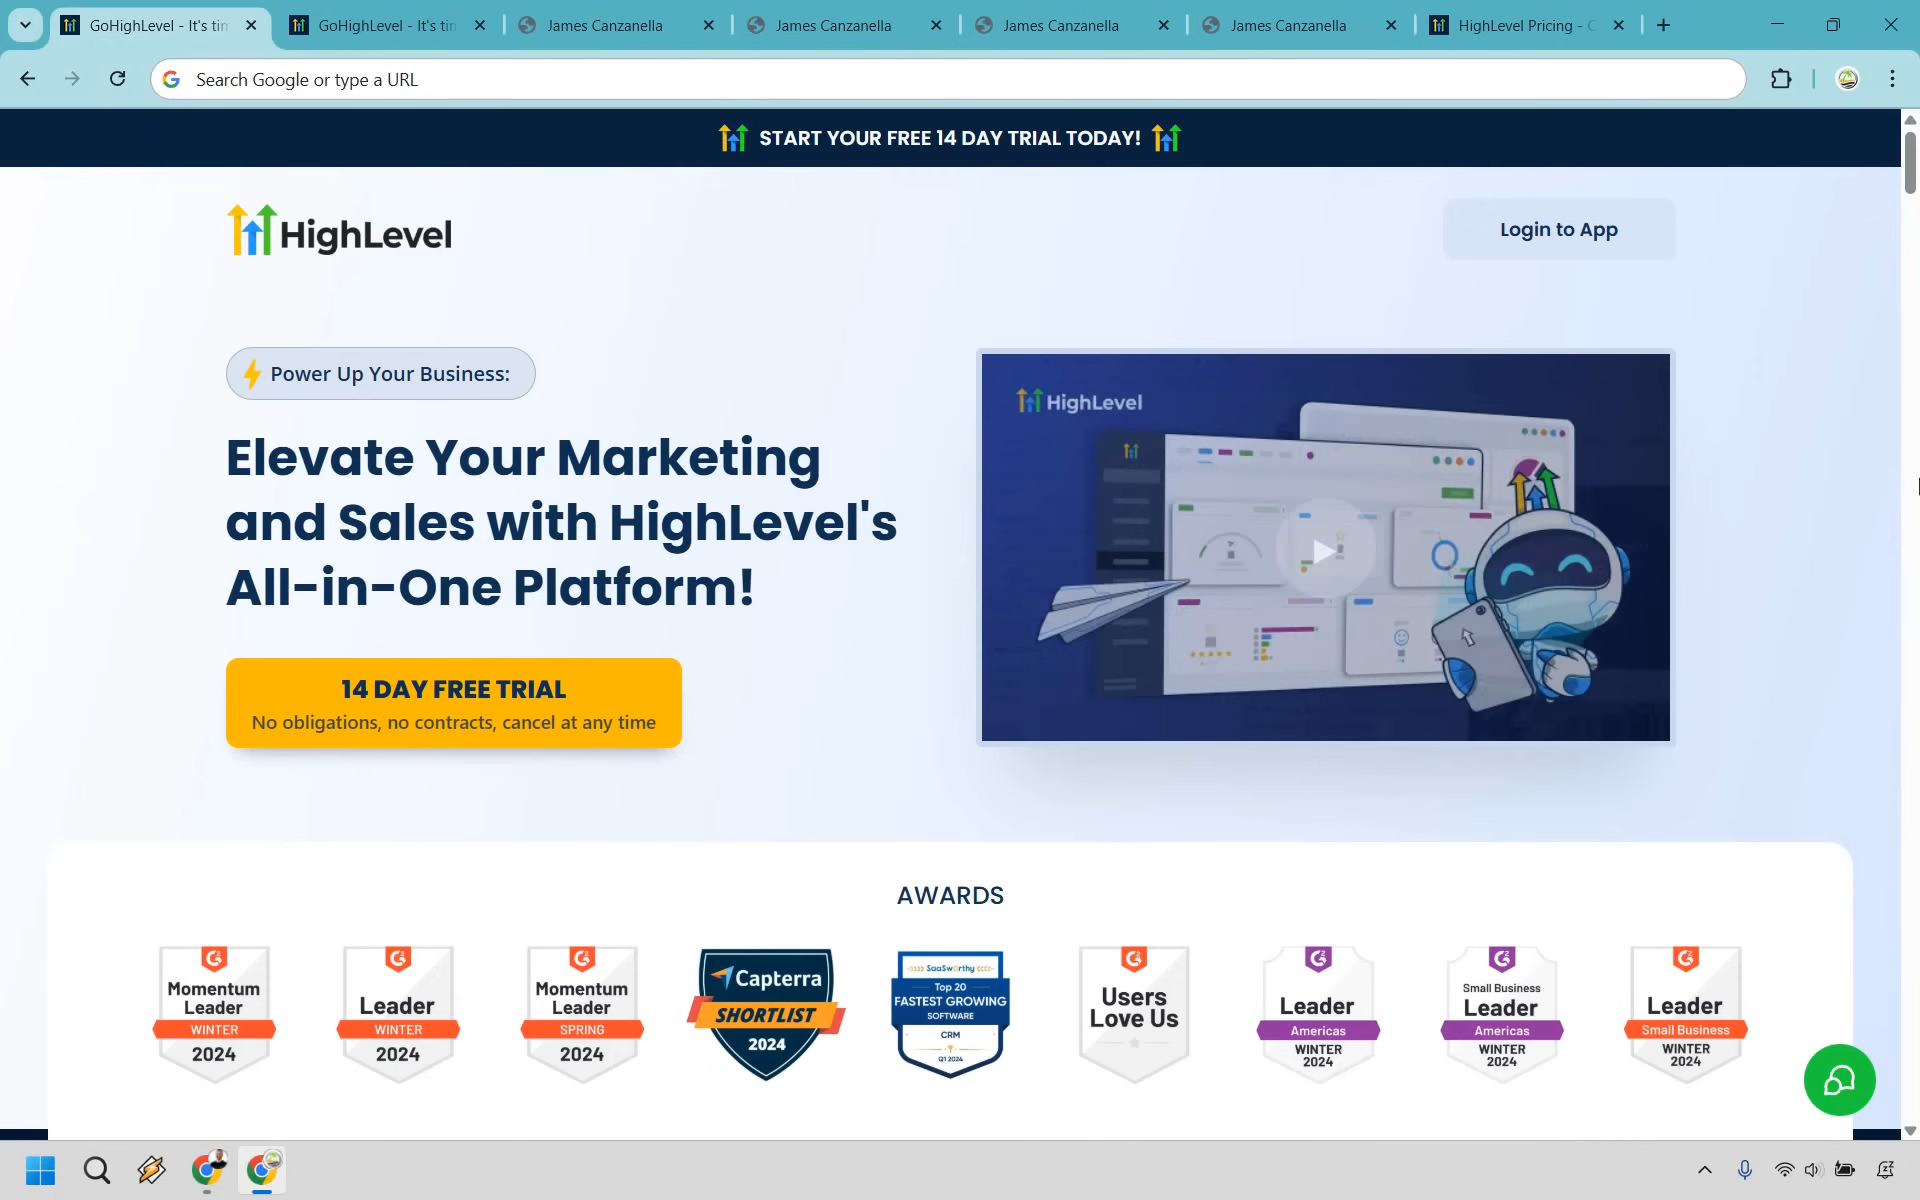 GoHighLevel - It's tim
GoHighLevel - It's tim
James Canzanella
James Canzanella
James Canzanella
James Canzanella
HighLevel Pricing - C
Search Google or type a URL
START YOUR FREE 14 DAY TRIAL TODAY!
HighLevel
Login to App
Power Up Your Business:
Elevate Your Marketing
and Sales with HighLevel's
All-in-One Platform!
14 DAY FREE TRIAL
No obligations, no contracts, cancel at any time
HighLevel
AWARDS
Momentum
Leader
WINTER
2024
Leader
WINTER
2024
Momentum
Leader
SPRING
2024
Capterra
SHORTLIST
2024
SaaSworthy
Top 20
FASTEST GROWING
SOFTWARE
CRM
Q1 2024
Users
Love Us
Leader
Americas
WINTER
2024
Small Business
Leader
Americas
WINTER
2024
Leader
Small Business
WINTER
2024